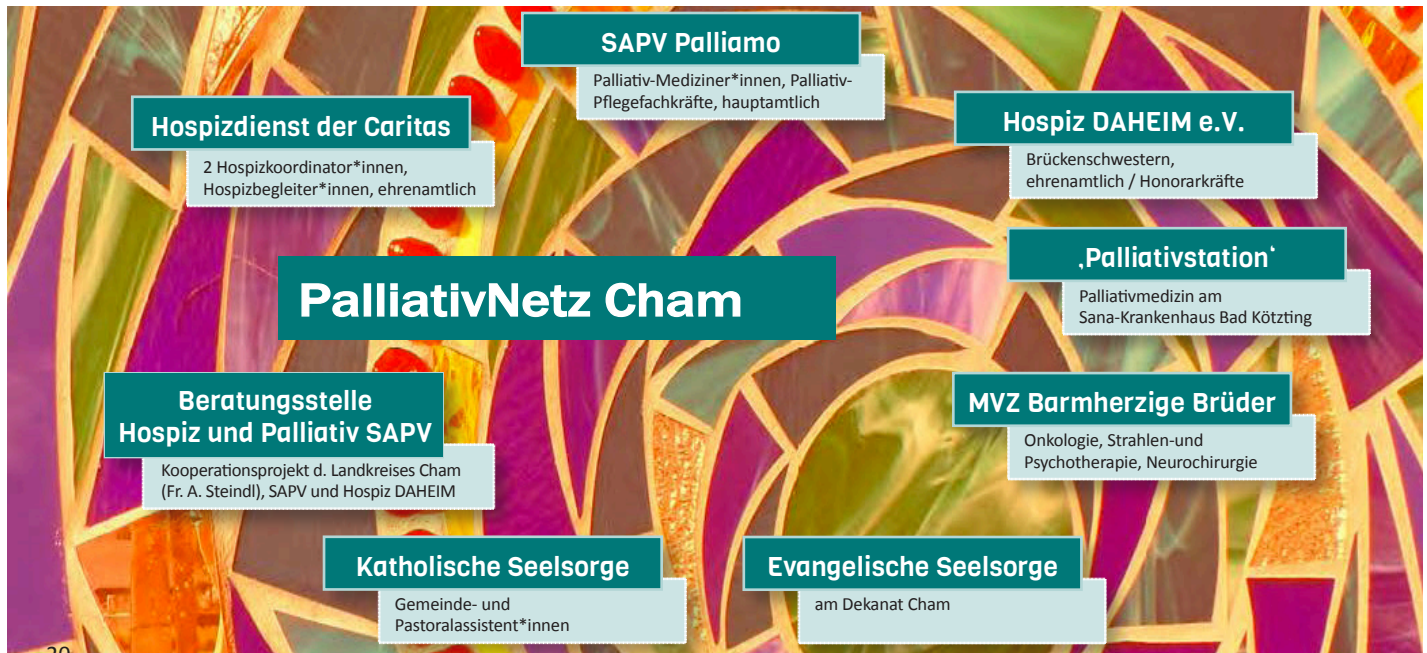 SAPV Palliamo
Palliativ-Mediziner*innen, Palliativ-
Pflegefachkräfte, hauptamtlich
Hospizdienst der Caritas
2 Hospizkoordinator*innen,
Hospizbegleiter*innen, ehrenamtlich
Hospiz DAHEIM e.V.
Brückenschwestern,
ehrenamtlich / Honorarkräfte
‚Palliativstation‘
Palliativmedizin am
Sana-Krankenhaus Bad Kötzting
PalliativNetz Cham
Beratungsstelle
Hospiz und Palliativ SAPV
Kooperationsprojekt d. Landkreises Cham
(Fr. A. Steindl), SAPV und Hospiz DAHEIM
MVZ Barmherzige Brüder
Onkologie, Strahlen-und
Psychotherapie, Neurochirurgie
Katholische Seelsorge
Gemeinde- und
Pastoralassistent*innen
Evangelische Seelsorge
am Dekanat Cham